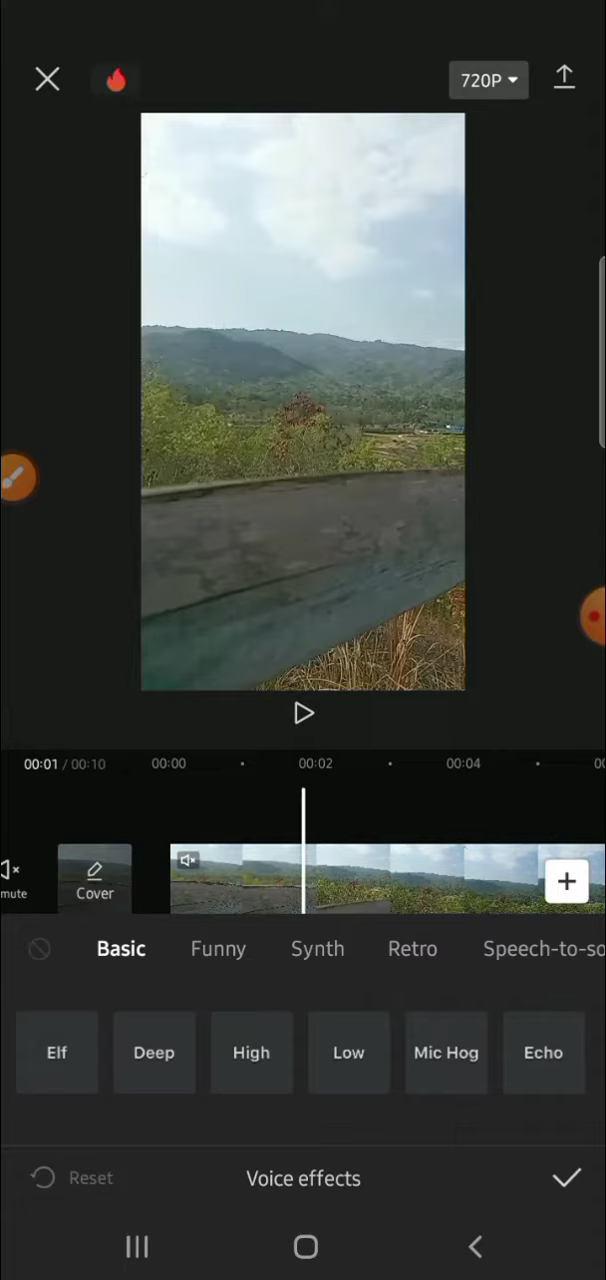 720P
00:01 / 00:10 00:00 00:02 00:04
mute
Cover
Basic Funny Synth Retro Speech-to-so
Elf Deep High Low Mic Hog Echo
Reset Voice effects